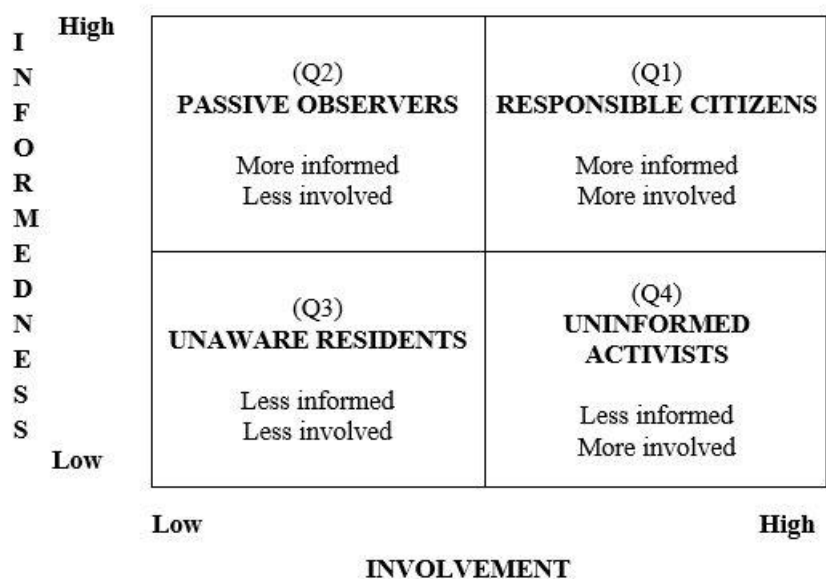 INFORMEDNESS
High
(Q2)
PASSIVE OBSERVERS
More informed
Less involved
(Q1)
RESPONSIBLE CITIZENS
More informed
More involved
(Q3)
UNAWARE RESIDENTS
Less informed
Less involved
(Q4)
UNINFORMED
ACTIVISTS
Less informed
More involved
Low
Low
High
INVOLVEMENT